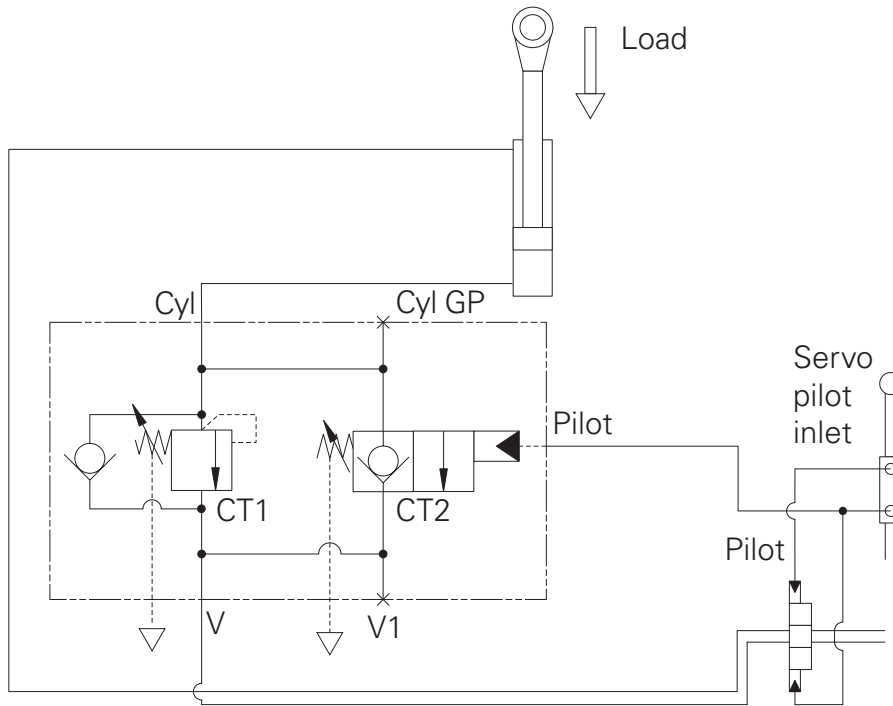 Load
Cyl
Cyl GP
Servo
pilot
inlet
Pilot
CT1
CT2
Pilot
V
V1